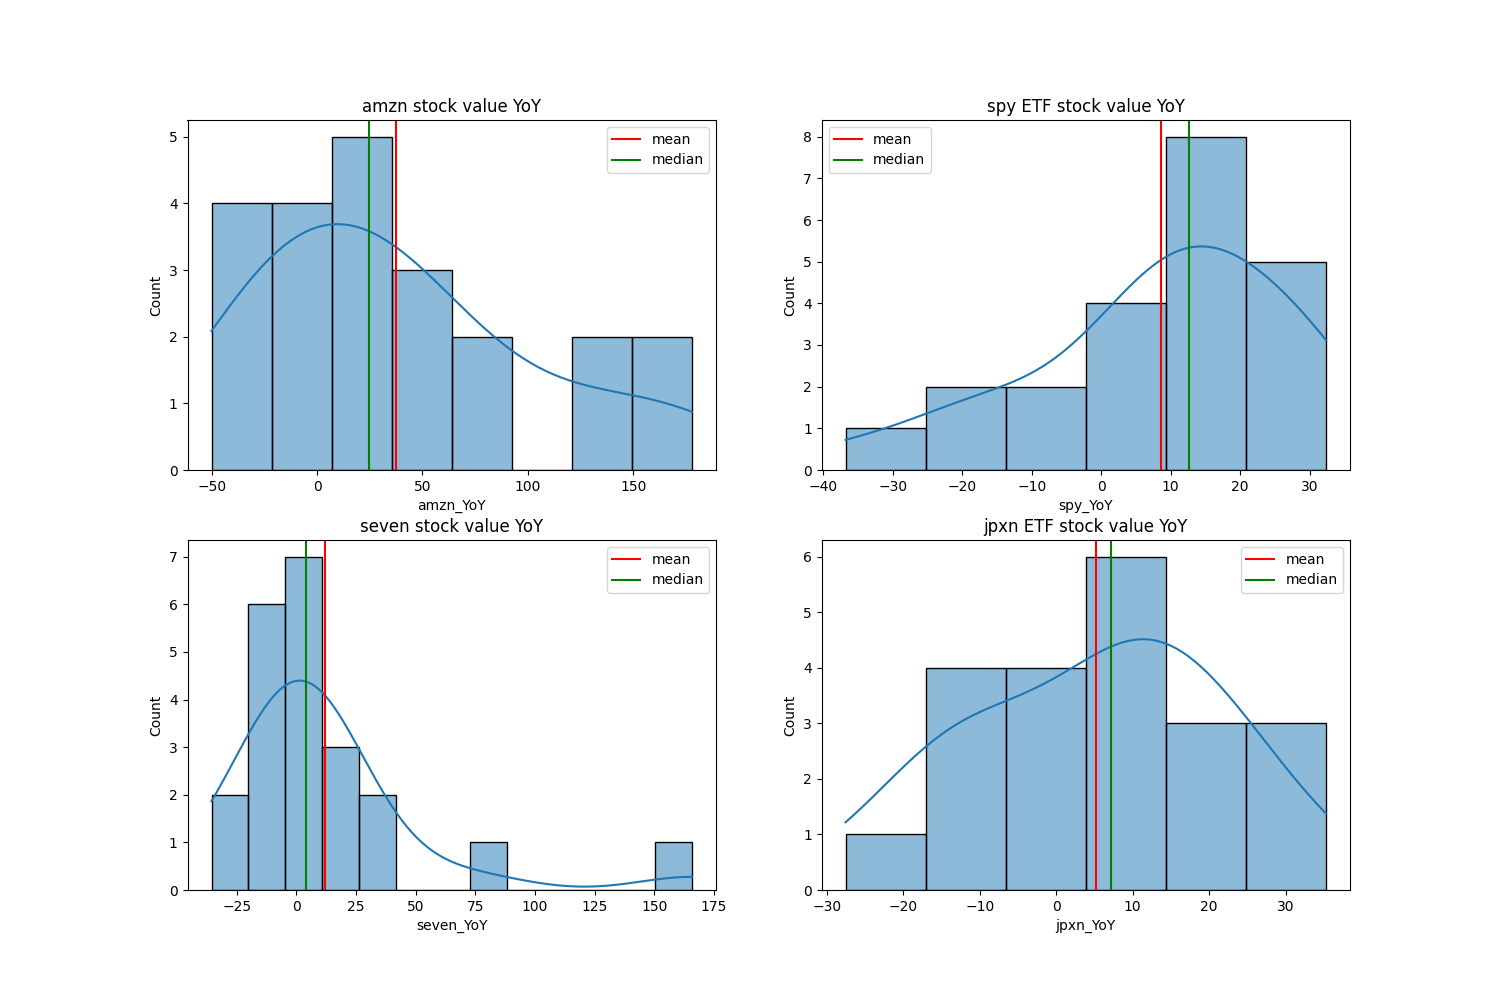 amzn stock value YoY
5
4
3
2
1
0
Count
−50
0
50
100
150
amzn_YoY
mean
median
spy ETF stock value YoY
8
7
6
5
4
3
2
1
0
Count
−40
−30
−20
−10
0
10
20
30
spy_YoY
mean
median
seven stock value YoY
7
6
5
4
3
2
1
0
Count
−25
0
25
50
75
100
125
150
175
seven_YoY
mean
median
jpxn ETF stock value YoY
6
5
4
3
2
1
0
Count
−30
−20
−10
0
10
20
30
jpxn_YoY
mean
median